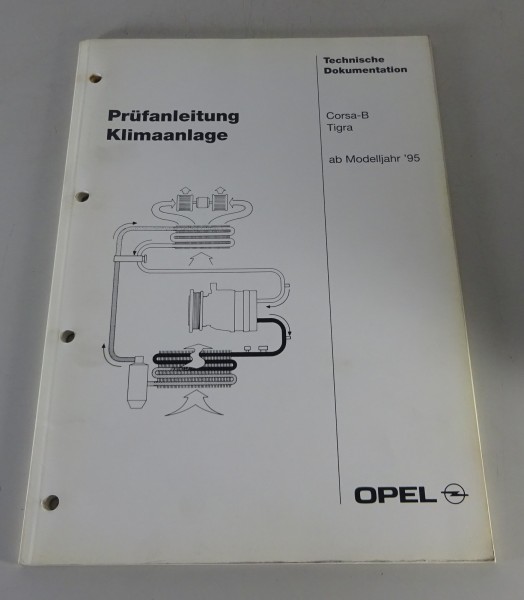 Technische
Dokumentation
Prüfanleitung
Klimaanlage
Corsa-B
Tigra
ab Modelljahr '95
OPEL